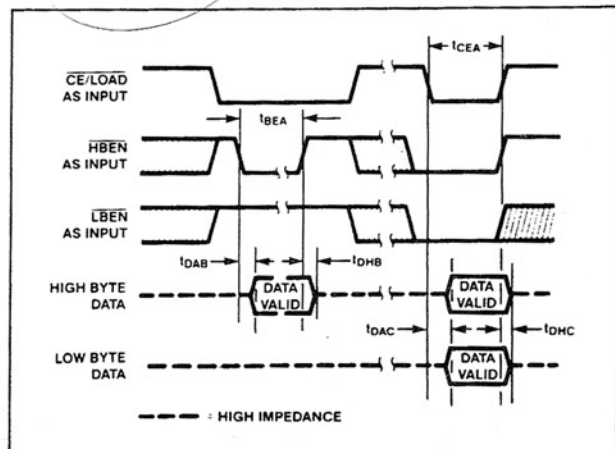 CE/LOAD
AS INPUT
tCEA
tBEA
HBEN
AS INPUT
LBEN
AS INPUT
tDAB
tDHB
HIGH BYTE
DATA
DATA
VALID
DATA
VALID
tDAC
tDHC
LOW BYTE
DATA
DATA
VALID
= HIGH IMPEDANCE